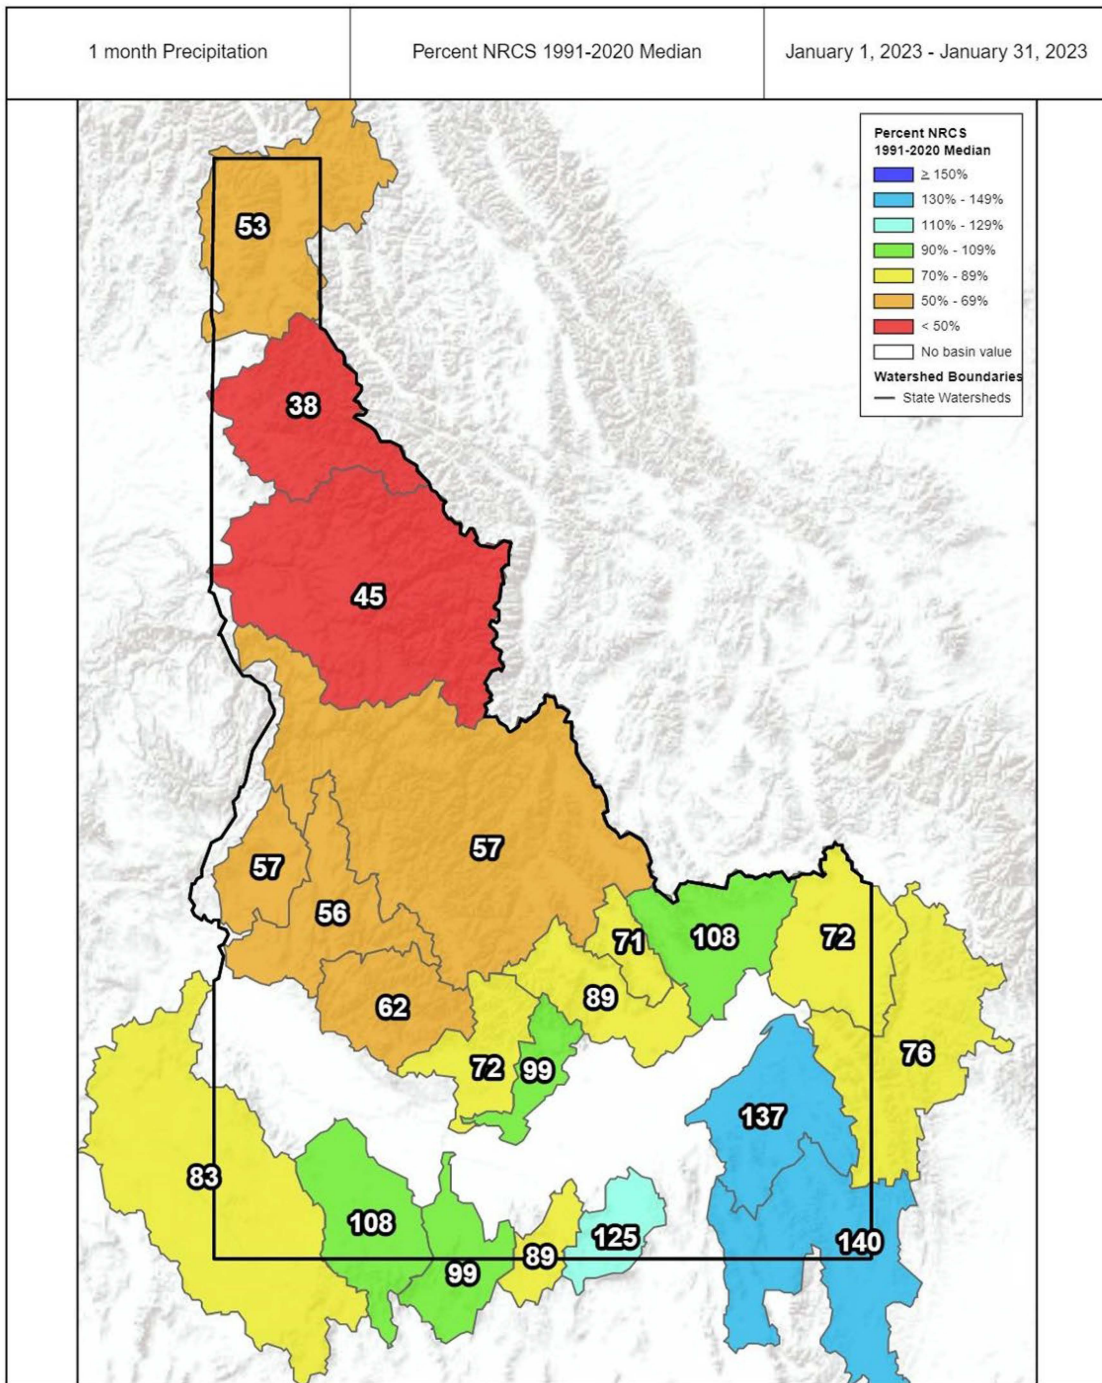 1 month Precipitation
Percent NRCS 1991-2020 Median
January 1, 2023 - January 31, 2023
Percent NRCS
1991-2020 Median
≥ 150%
130% - 149%
110% - 129%
90% - 109%
70% - 89%
50% - 69%
< 50%
No basin value
Watershed Boundaries
State Watersheds
53
38
45
57
57
56
71
108
72
89
62
72
99
76
137
83
108
99
89
125
140